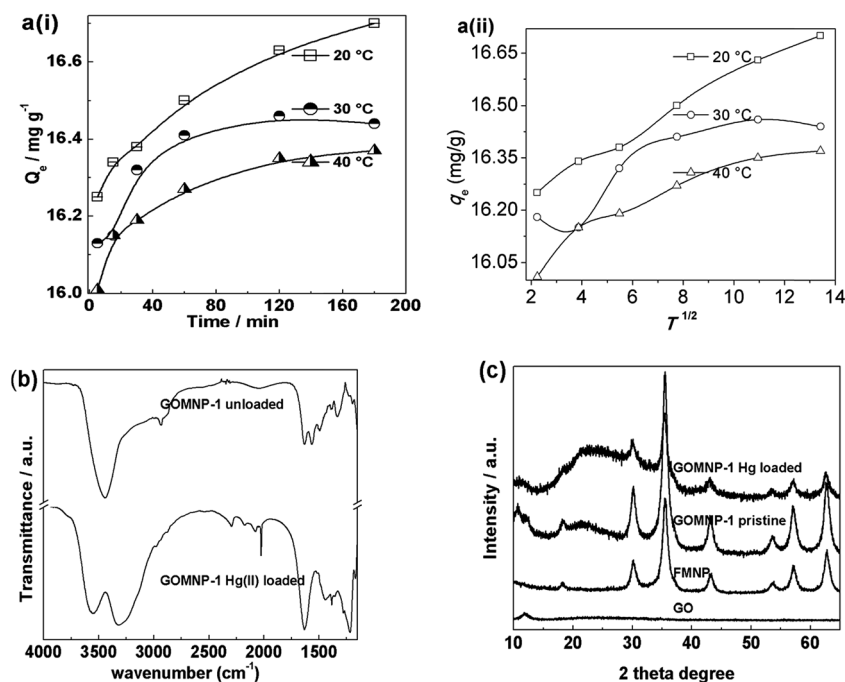 a(i)
16.6
16.4
16.2
16.0
Q_e / mg g^-1
20 °C
30 °C
40 °C
0
40
80
120
160
200
Time / min
a(ii)
16.65
16.50
16.35
16.20
16.05
q_e (mg/g)
20 °C
30 °C
40 °C
2
4
6
8
10
12
14
T^1/2
(b)
GOMNP-1 unloaded
GOMNP-1 Hg(II) loaded
Transmittance / a.u.
4000
3500
3000
2500
2000
1500
wavenumber (cm^-1)
(c)
GOMNP-1 Hg loaded
GOMNP-1 pristine
FMNP
GO
Intensity / a.u.
10
20
30
40
50
60
2 theta degree